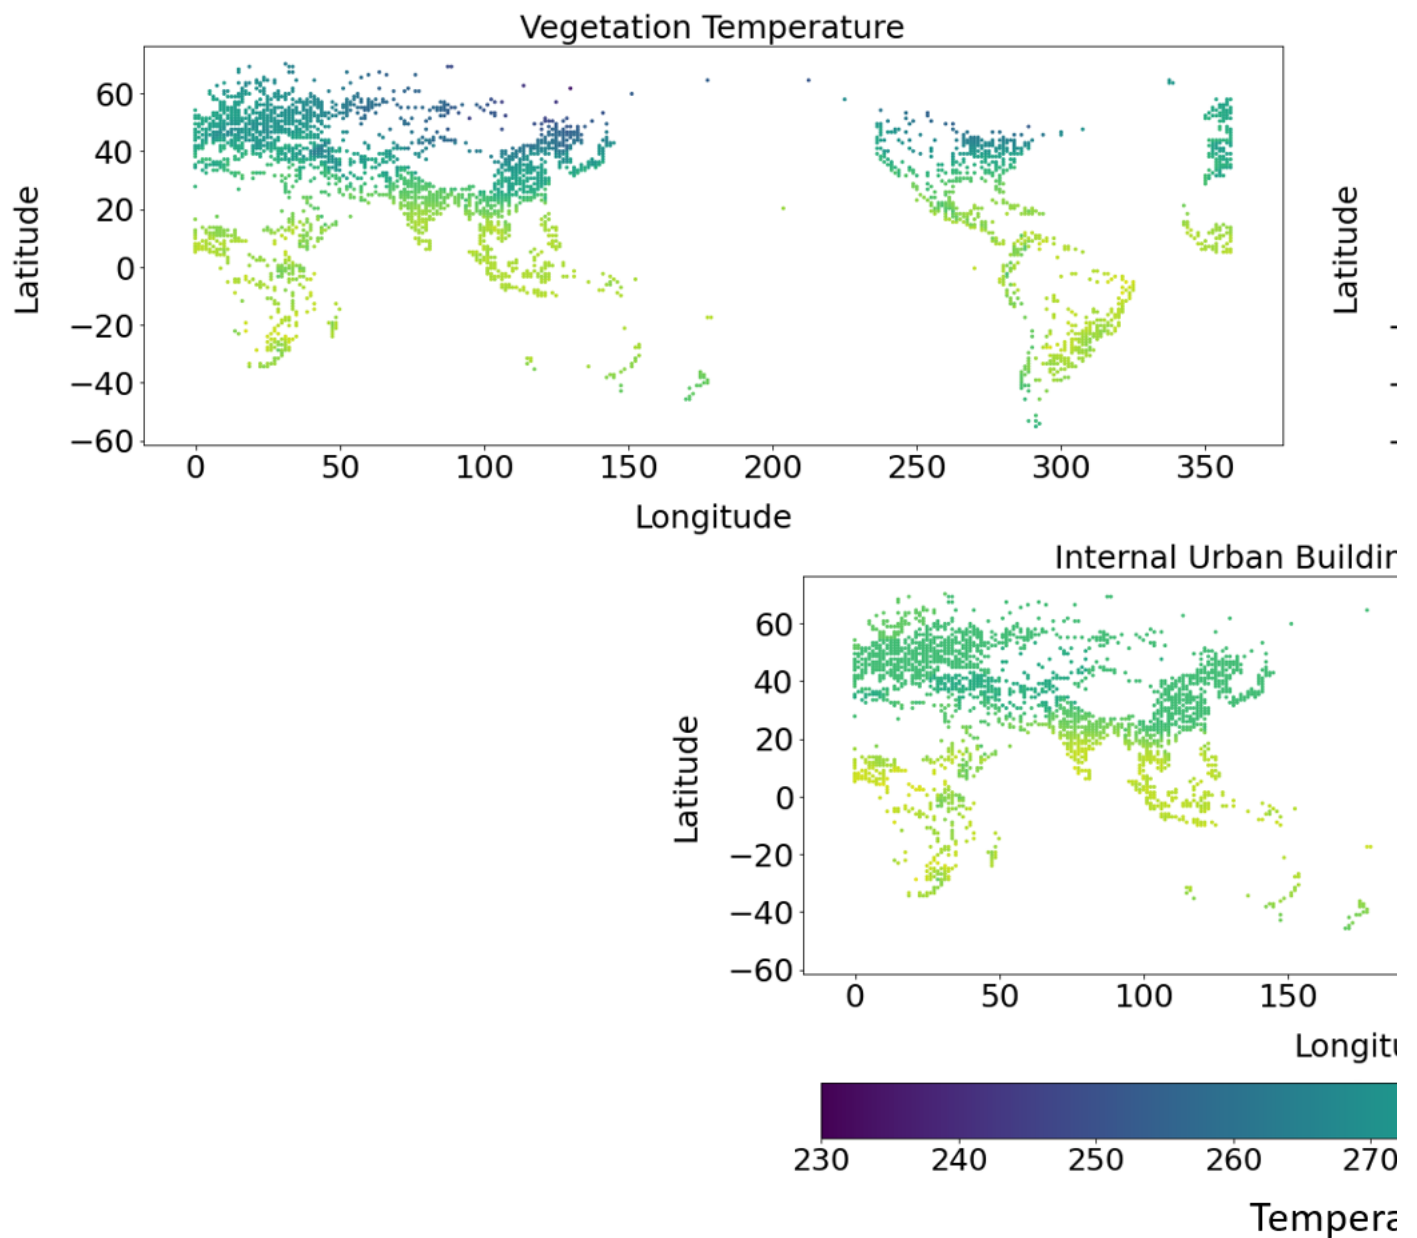 Vegetation Temperature
Latitude
60
40
20
0
−20
−40
−60
0 50 100 150 200 250 300 350
Longitude
Latitude
Internal Urban Buildin
Latitude
60
40
20
0
−20
−40
−60
0 50 100 150
Longitu
230 240 250 260 270
Tempera